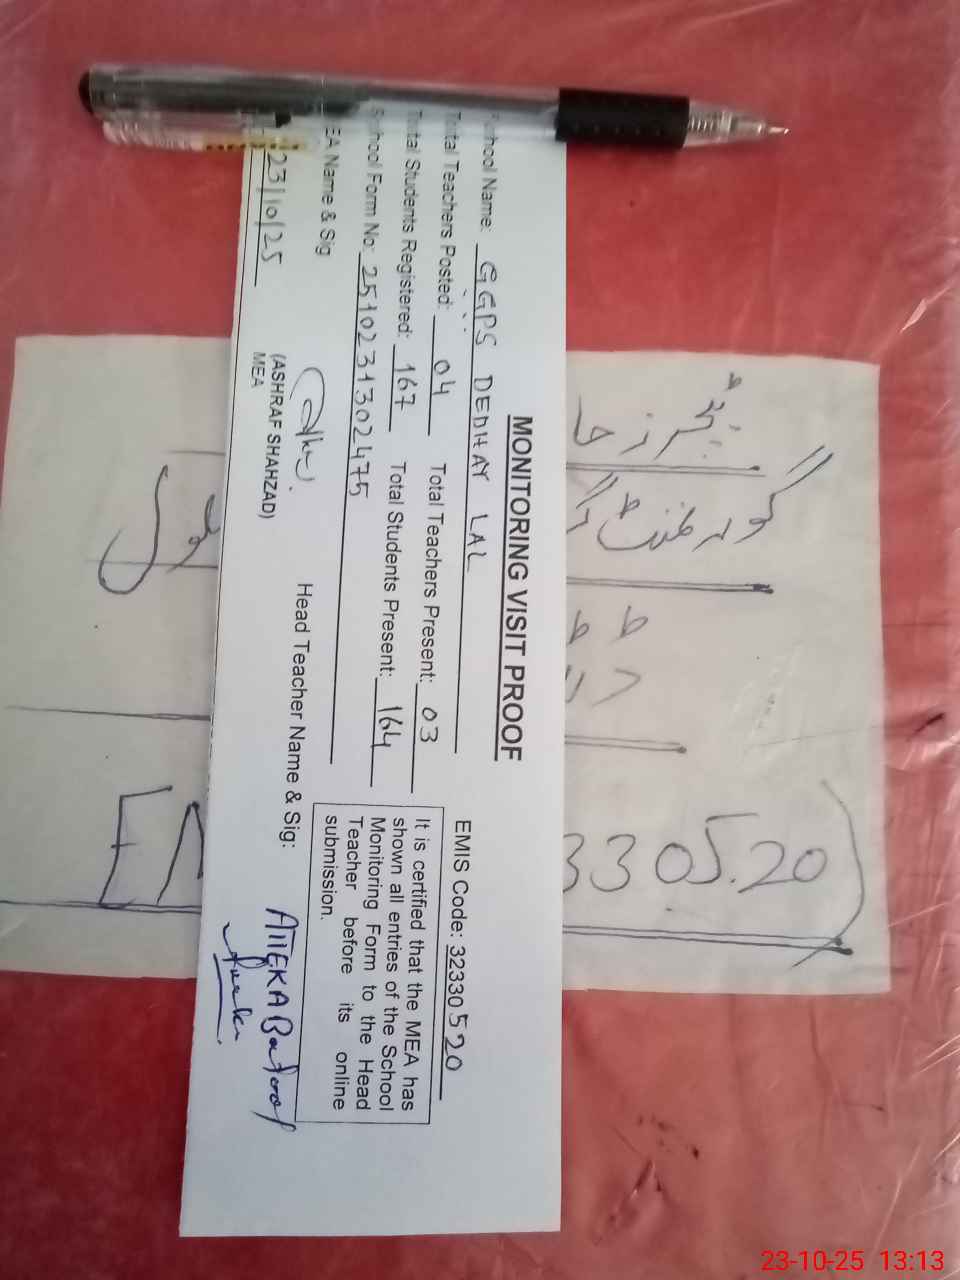 MONITORING VISIT PROOF
School Name: GGPS DEDHAY LAL EMIS Code: 32330520
Total Teachers Posted: 04 Total Teachers Present: 03
Total Students Registered: 167 Total Students Present: 164
School Form No: 2510231302475
It is certified that the MEA has
shown all entries of the School
Monitoring Form to the Head
Teacher before its online
submission.
EA Name & Sig
(ASHRAF SHAHZAD)
MEA
Head Teacher Name & Sig: ATIEKA Batool
23/10/25
گورنمنٹ
3305.20
23-10-25 13:13